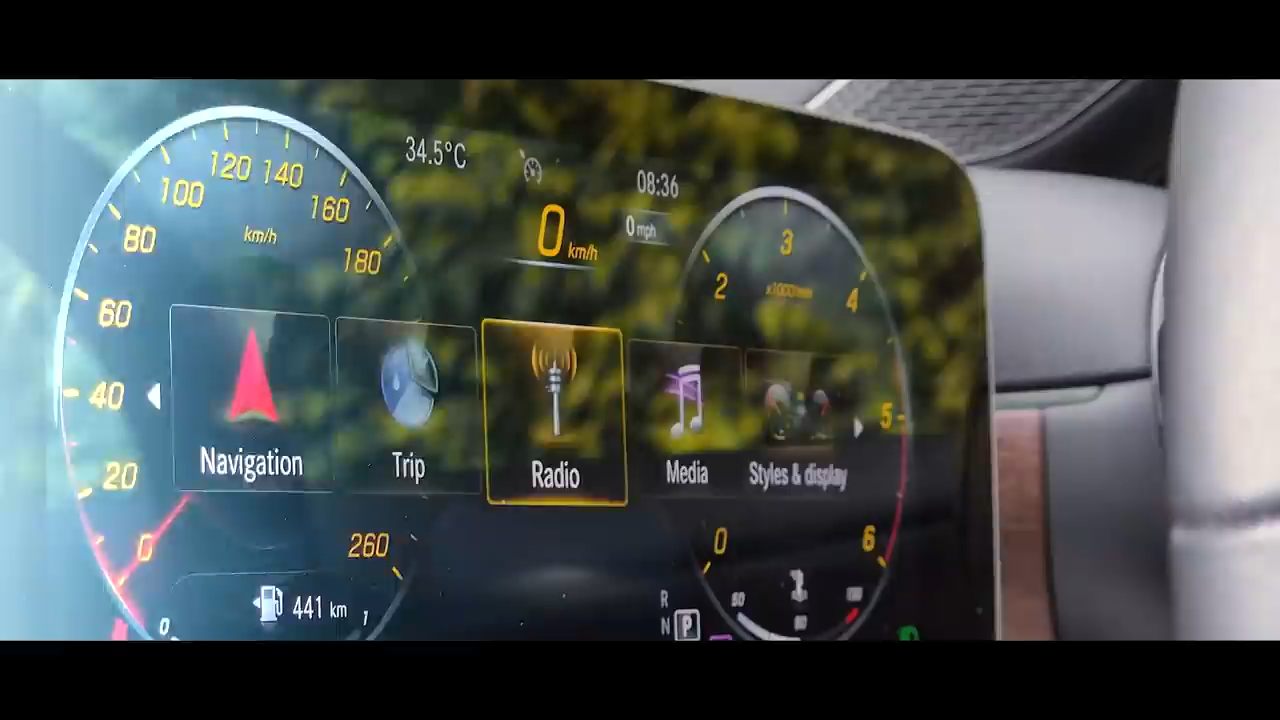 34.5°C
08:36
0 km/h
0 mph
0
20
40
60
80
100
120
140
160
180
260
km/h
Navigation
Trip
Radio
Media
Styles & display
0
2
3
4
5
6
441 km
R
N
P
0